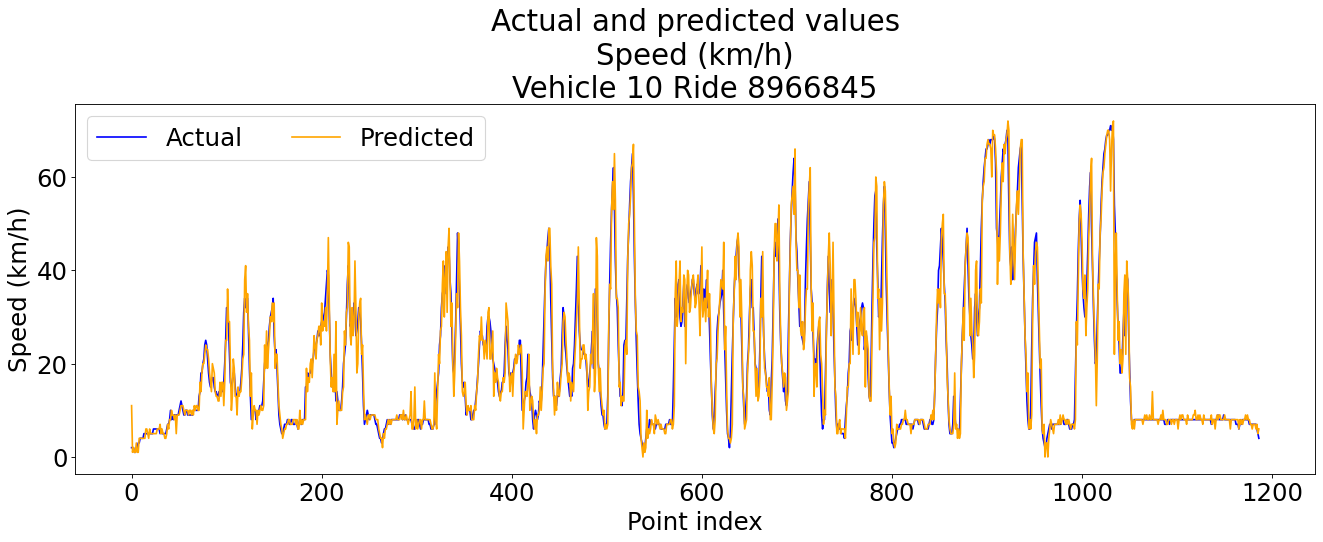 Actual and predicted values
Speed (km/h)
Vehicle 10 Ride 8966845
Actual
Predicted
Speed (km/h)
60
40
20
0
0
200
400
600
800
1000
1200
Point index